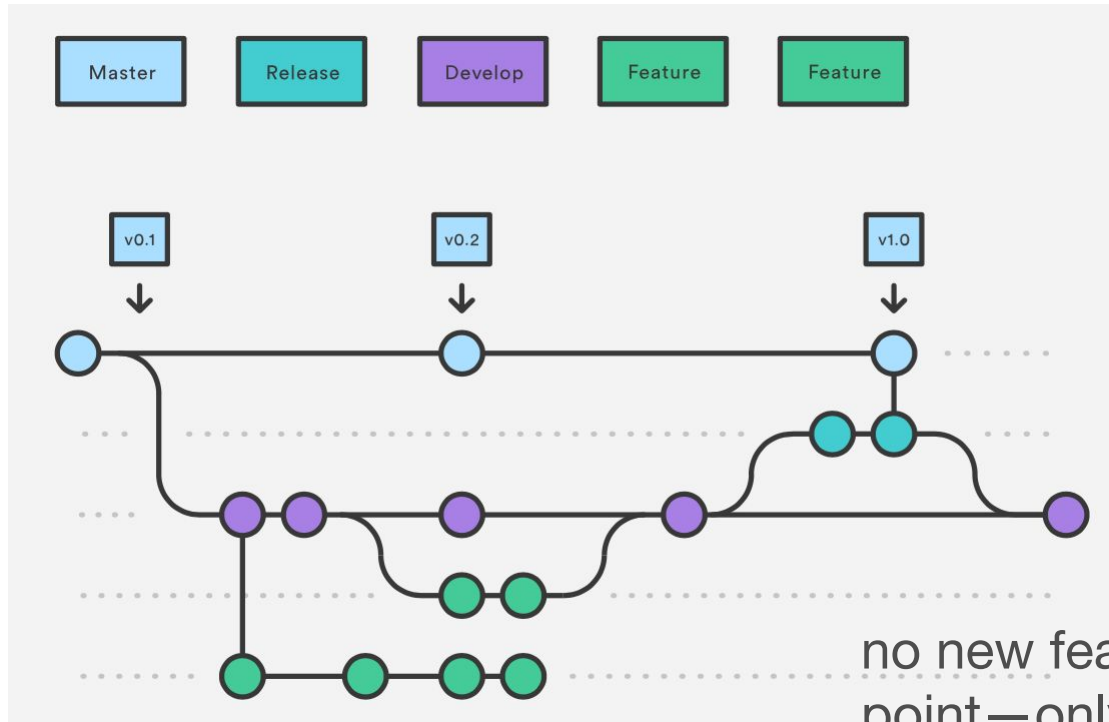 Master
Release
Develop
Feature
Feature
v0.1
v0.2
v1.0
no new fea
point—only